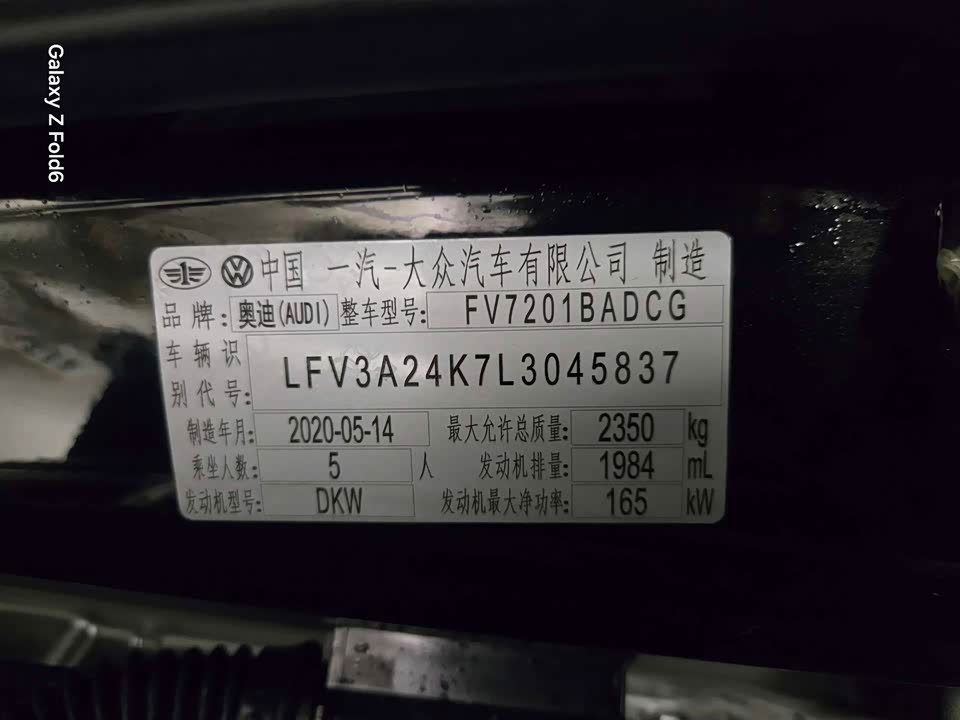 中国 一汽-大众汽车有限公司 制造
品牌: 奥迪(AUDI) 整车型号: FV7201BADCG
车辆识别代号: LFV3A24K7L3045837
制造年月: 2020-05-14 最大允许总质量: 2350 kg
乘坐人数: 5 人 发动机排量: 1984 mL
发动机型号: DKW 发动机最大净功率: 165 kW
Galaxy Z Fold6